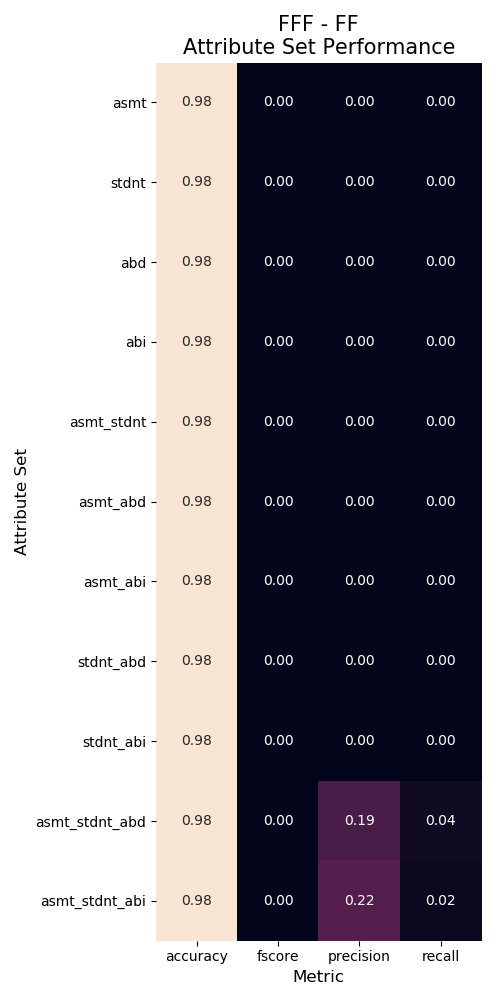 FFF - FF
Attribute Set Performance
Attribute Set
asmt 0.98 0.00 0.00 0.00
stdnt 0.98 0.00 0.00 0.00
abd 0.98 0.00 0.00 0.00
abi 0.98 0.00 0.00 0.00
asmt_stdnt 0.98 0.00 0.00 0.00
asmt_abd 0.98 0.00 0.00 0.00
asmt_abi 0.98 0.00 0.00 0.00
stdnt_abd 0.98 0.00 0.00 0.00
stdnt_abi 0.98 0.00 0.00 0.00
asmt_stdnt_abd 0.98 0.00 0.19 0.04
asmt_stdnt_abi 0.98 0.00 0.22 0.02
accuracy fscore precision recall
Metric